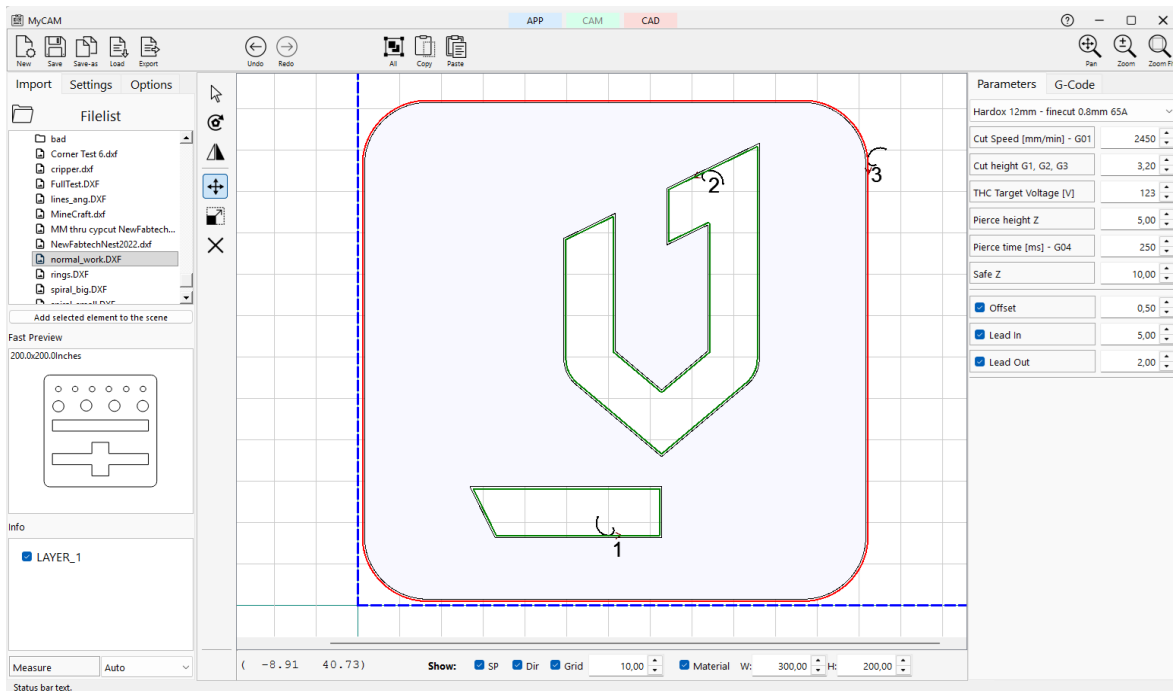 MyCAM
APP CAM CAD
New Save Save-as Load Export Undo Redo All Copy Paste Pan Zoom Zoom Fi
Import Settings Options
Filelist
bad
Corner Test 6.dxf
cripper.dxf
FullTest.DXF
lines_ang.DXF
MineCraft.dxf
MM thru cypcut NewFabtech...
NewFabtechNest2022.dxf
normal_work.DXF
rings.DXF
spiral_big.DXF
Add selected element to the scene
Fast Preview
200.0x200.0Inches
Info
LAYER_1
Measure Auto
Status bar text.
2
3
1
( -8.91 40.73) Show: SP Dir Grid 10,00 Material W: 300,00 H: 200,00
Parameters G-Code
Hardox 12mm - finecut 0.8mm 65A
Cut Speed [mm/min] - G01 2450
Cut height G1, G2, G3 3,20
THC Target Voltage [V] 123
Pierce height Z 5,00
Pierce time [ms] - G04 250
Safe Z 10,00
Offset 0,50
Lead In 5,00
Lead Out 2,00